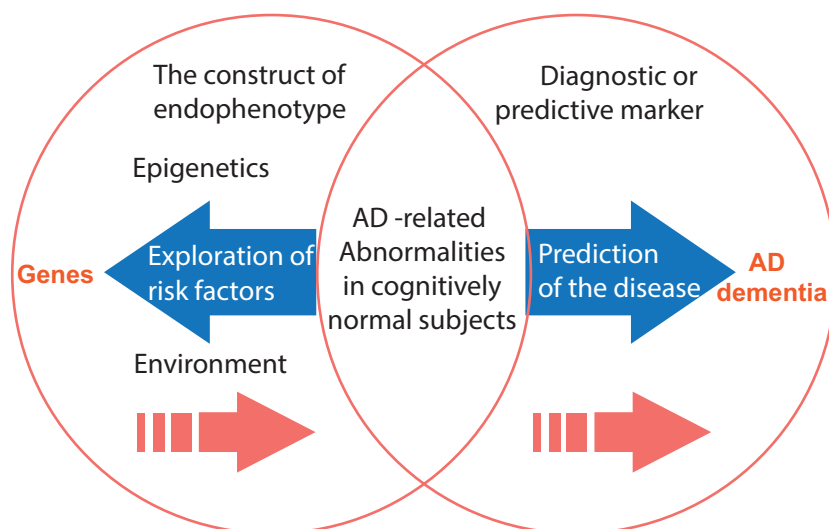 The construct of
endophenotype
Diagnostic or
predictive marker
Epigenetics
Genes
Exploration of
risk factors
AD -related
Abnormalities
in cognitively
normal subjects
Prediction
of the disease
AD
dementia
Environment